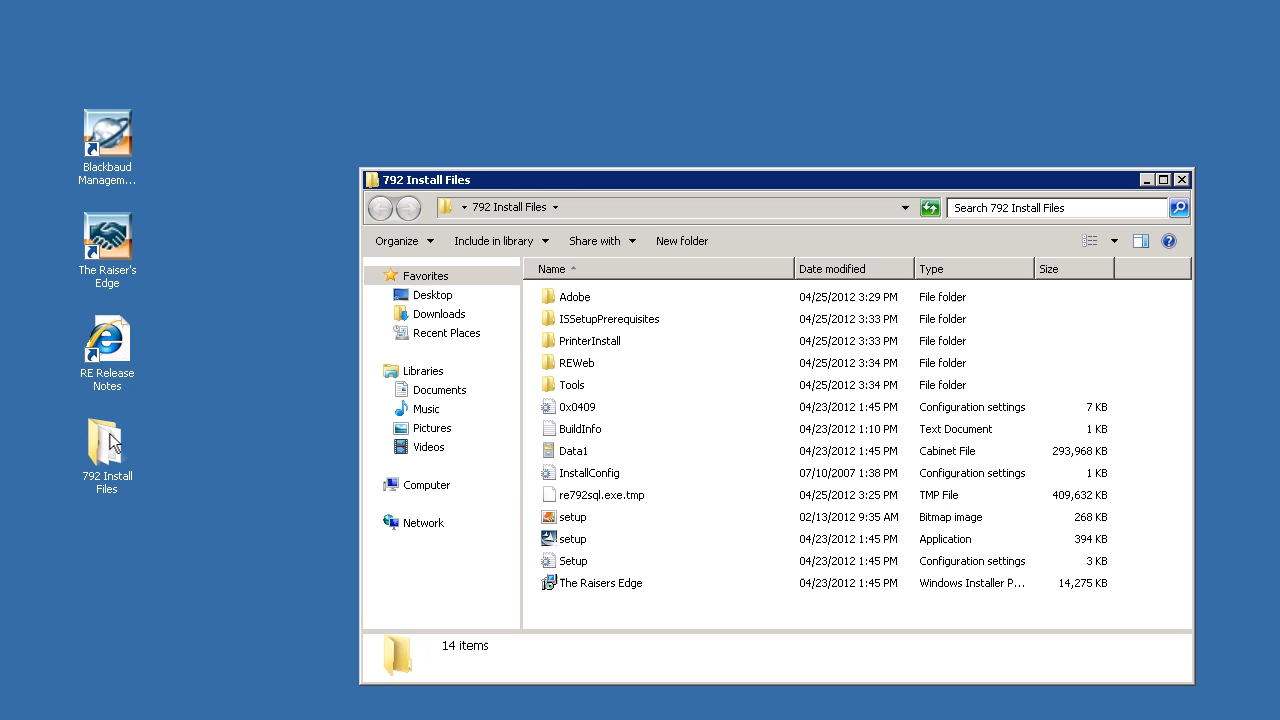 Blackbaud
Managem...
The Raiser's
Edge
RE Release
Notes
792 Install
Files
792 Install Files
792 Install Files
Search 792 Install Files
Organize Include in library Share with New folder
Favorites
Desktop
Downloads
Recent Places
Libraries
Documents
Music
Pictures
Videos
Computer
Network
Name Date modified Type Size
Adobe 04/25/2012 3:29 PM File folder
ISSetupPrerequisites 04/25/2012 3:33 PM File folder
PrinterInstall 04/25/2012 3:33 PM File folder
REWeb 04/25/2012 3:34 PM File folder
Tools 04/25/2012 3:34 PM File folder
0x0409 04/23/2012 1:45 PM Configuration settings 7 KB
BuildInfo 04/23/2012 1:10 PM Text Document 1 KB
Data1 04/23/2012 1:45 PM Cabinet File 293,968 KB
InstallConfig 07/10/2007 1:38 PM Configuration settings 1 KB
re792sql.exe.tmp 04/25/2012 3:25 PM TMP File 409,632 KB
setup 02/13/2012 9:35 AM Bitmap image 268 KB
setup 04/23/2012 1:45 PM Application 394 KB
Setup 04/23/2012 1:45 PM Configuration settings 3 KB
The Raisers Edge 04/23/2012 1:45 PM Windows Installer P... 14,275 KB
14 items